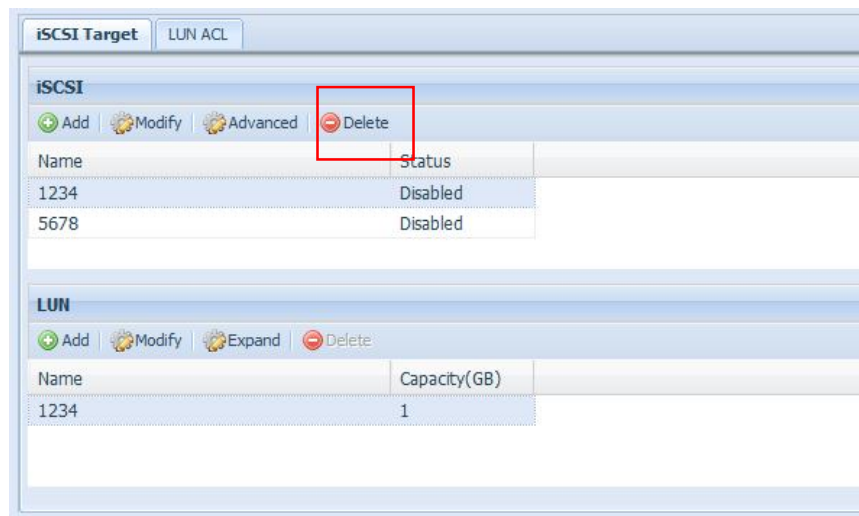 iSCSI Target LUN ACL
iSCSI
Add Modify Advanced Delete
Name Status
1234 Disabled
5678 Disabled
LUN
Add Modify Expand Delete
Name Capacity(GB)
1234 1